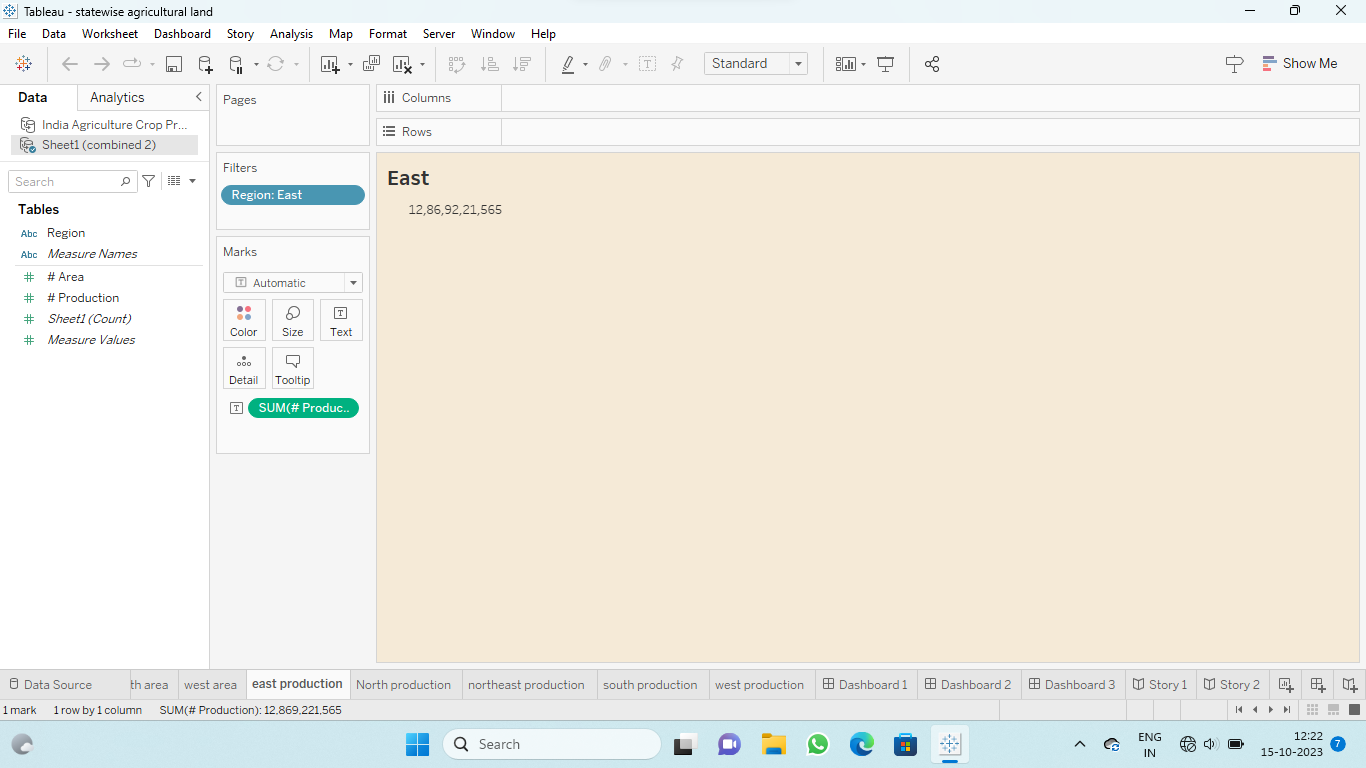 Tableau - statewise agricultural land
File Data Worksheet Dashboard Story Analysis Map Format Server Window Help
Standard
Show Me
Data Analytics
India Agriculture Crop Pr...
Sheet1 (combined 2)
Search
Tables
Abc Region
Abc Measure Names
# Area
# Production
Sheet1 (Count)
Measure Values
Pages
Filters
Region: East
Marks
Automatic
Color Size Text
Detail Tooltip
SUM(# Produc..
Columns
Rows
East
12,86,92,21,565
Data Source th area west area east production North production northeast production south production west production Dashboard 1 Dashboard 2 Dashboard 3 Story 1 Story 2
1 mark 1 row by 1 column SUM(# Production): 12,869,221,565
Search
ENG
IN
12:22
15-10-2023
7